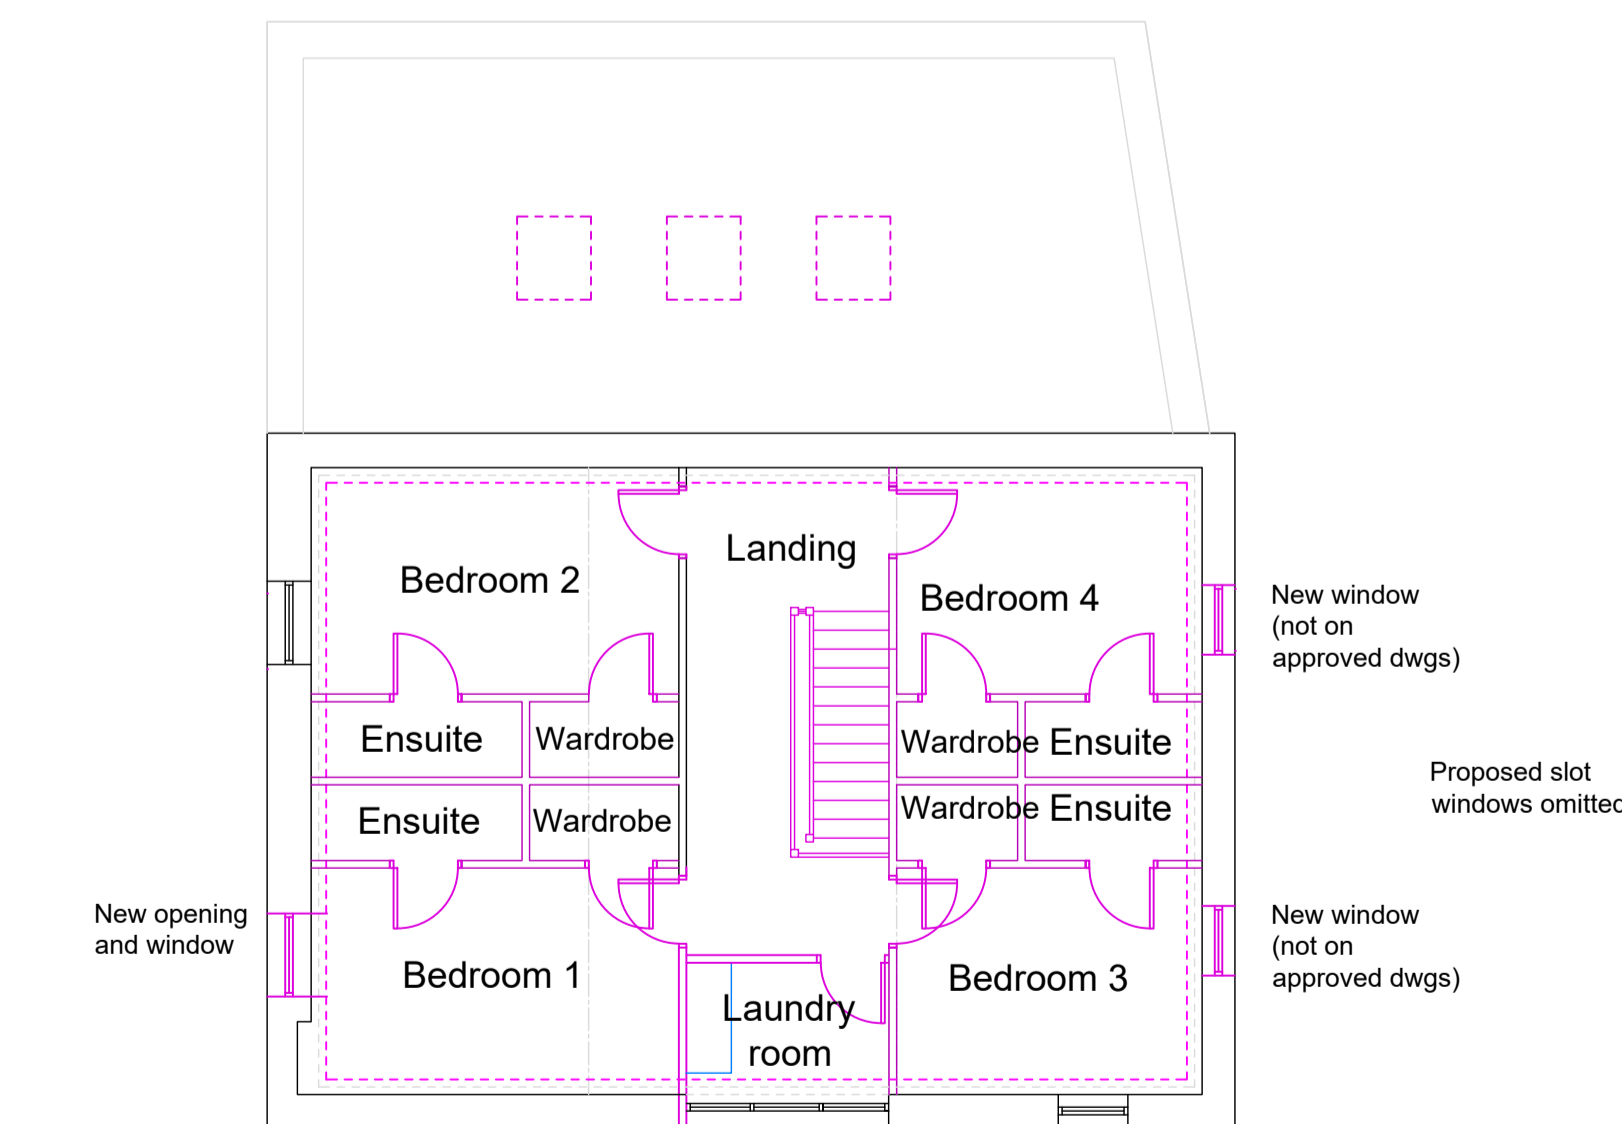 Landing
Bedroom 2
Bedroom 4
New window
(not on
approved dwgs)
Ensuite
Wardrobe
Wardrobe
Ensuite
Proposed slot
windows omitted
Ensuite
Wardrobe
Wardrobe
Ensuite
New opening
and window
New window
(not on
approved dwgs)
Bedroom 1
Bedroom 3
Laundry
room